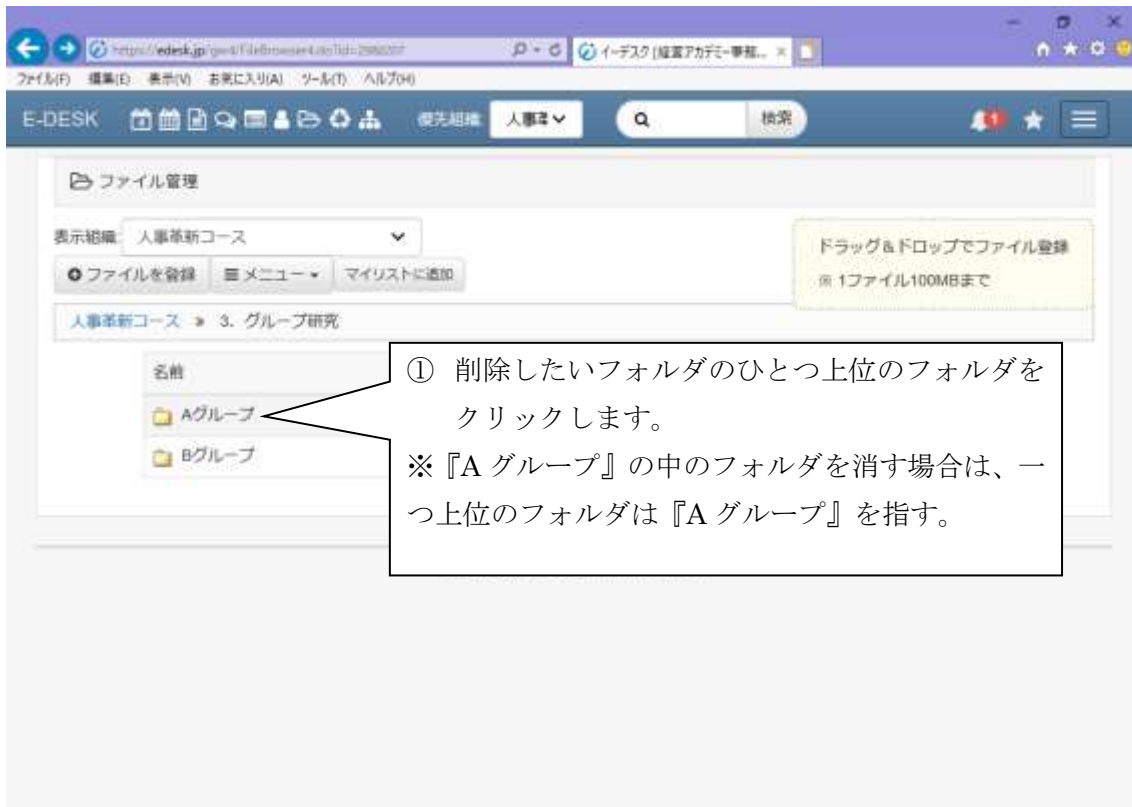 https://edesk.jp/
イーデスク [経営アカデミー事務...
ファイル(F) 編集(E) 表示(V) お気に入り(A) ツール(T) ヘルプ(H)
E-DESK 優先組織 検索
1
ファイル管理
表示組織: 人事革新コース
ドラッグ&ドロップでファイル登録
※ 1ファイル100MBまで
ファイルを登録 メニュー マイリストに追加
人事革新コース » 3. グループ研究
名前
Aグループ
Bグループ
① 削除したいフォルダのひとつ上位のフォルダを
クリックします。
※『A グループ』の中のフォルダを消す場合は、一
つ上位のフォルダは『A グループ』を指す。